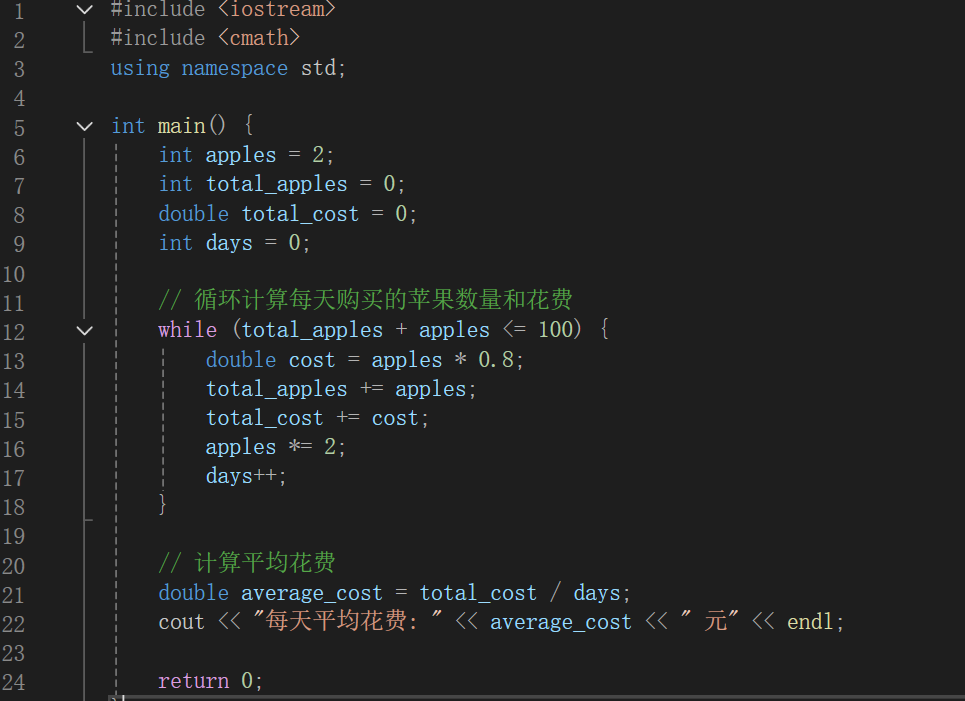 1 #include <iostream>
2 #include <cmath>
3 using namespace std;
4
5 int main() {
6     int apples = 2;
7     int total_apples = 0;
8     double total_cost = 0;
9     int days = 0;
10
11     // 循环计算每天购买的苹果数量和花费
12     while (total_apples + apples <= 100) {
13         double cost = apples * 0.8;
14         total_apples += apples;
15         total_cost += cost;
16         apples *= 2;
17         days++;
18     }
19
20     // 计算平均花费
21     double average_cost = total_cost / days;
22     cout << "每天平均花费: " << average_cost << " 元" << endl;
23
24     return 0;